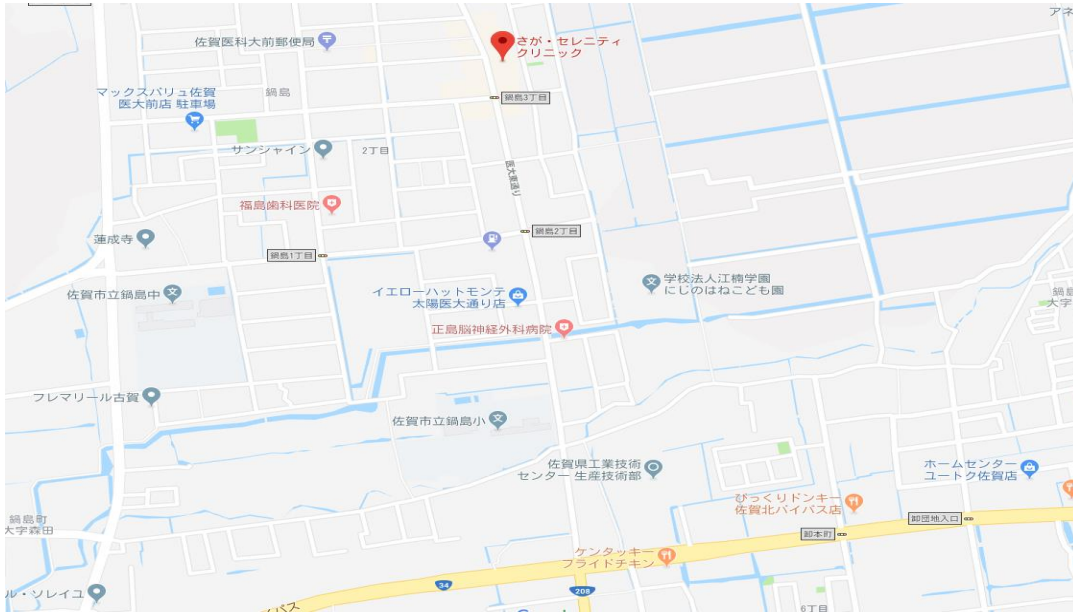 アネ
佐賀医科大前郵便局
さが・セレニティ
クリニック
マックスバリュ佐賀
医大前店 駐車場
鍋島
鍋島3丁目
サンシャイン
2丁目
医大東通り
福島歯科医院
鍋島2丁目
蓮成寺
鍋島1丁目
学校法人江楠学園
にじのはねこども園
佐賀市立鍋島中
イエローハットモンテ
太陽医大通り店
鍋島
大字
正島脳神経外科病院
フレマリール古賀
佐賀市立鍋島小
佐賀県工業技術
センター 生産技術部
ホームセンター
ユートク佐賀店
びっくりドンキー
佐賀北バイパス店
鍋島町
大字森田
卸団地入口
卸本町
ケンタッキー
フライドチキン
34
208
ル・ソレイユ
バス
6丁目